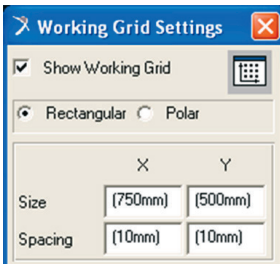 Working Grid Settings
Show Working Grid
Rectangular Polar
X Y
Size (750mm) (500mm)
Spacing (10mm) (10mm)